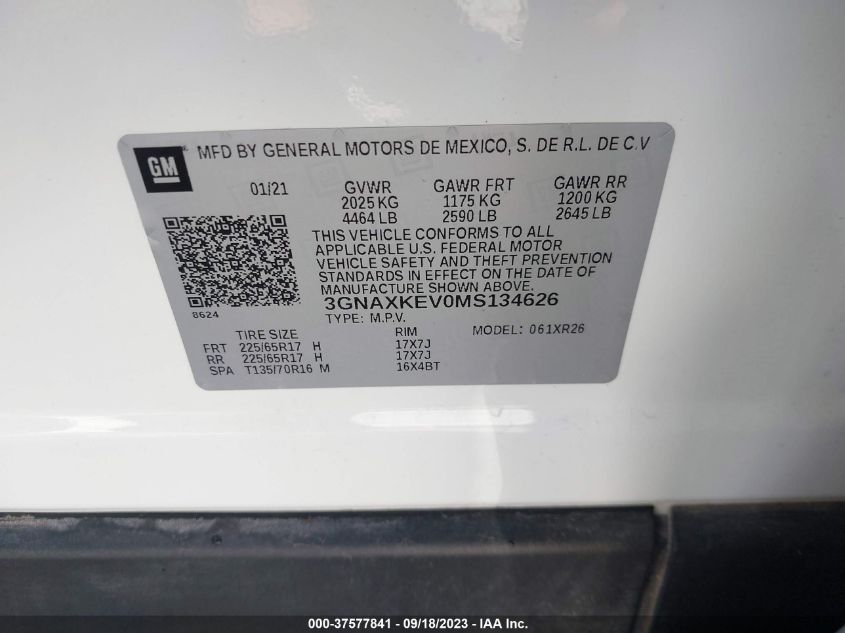 GM MFD BY GENERAL MOTORS DE MEXICO, S. DE R.L. DE C.V
01/21 GVWR GAWR FRT GAWR RR
2025 KG 1175 KG 1200 KG
4464 LB 2590 LB 2645 LB
THIS VEHICLE CONFORMS TO ALL
APPLICABLE U.S. FEDERAL MOTOR
VEHICLE SAFETY AND THEFT PREVENTION
STANDARDS IN EFFECT ON THE DATE OF
MANUFACTURE SHOWN ABOVE.
3GNAXKEV0MS134626
8624 TYPE: M.P.V.
TIRE SIZE RIM MODEL: 061XR26
FRT 225/65R17 H 17X7J
RR 225/65R17 H 17X7J
SPA T135/70R16 M 16X4BT
000-37577841 - 09/18/2023 - IAA Inc.